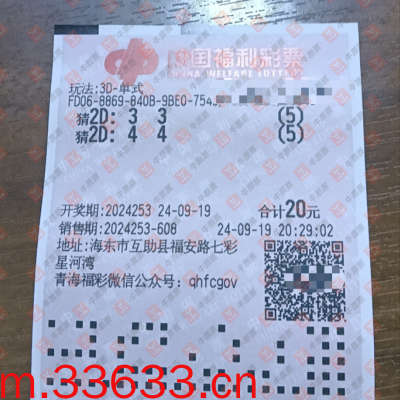 中国福利彩票
CHINA WELFARE LOTTERY
玩法:3D-单式
FD06-8869-840B-9BE0-754
猜2D: 3 3 (5)
猜2D: 4 4 (5)
开奖期:2024253 24-09-19 合计20元
销售期:2024253-608 24-09-19 20:29:02
地址:海东市互助县福安路七彩
星河湾
青海福彩微信公众号: qhfcgov
m.33633.cn